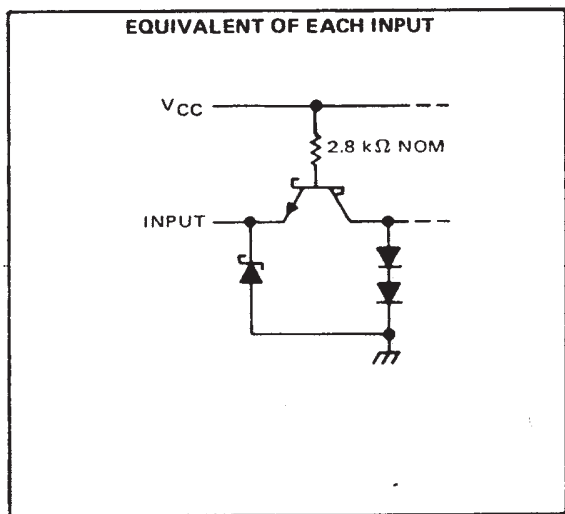 EQUIVALENT OF EACH INPUT
VCC
2.8 kΩ NOM
INPUT